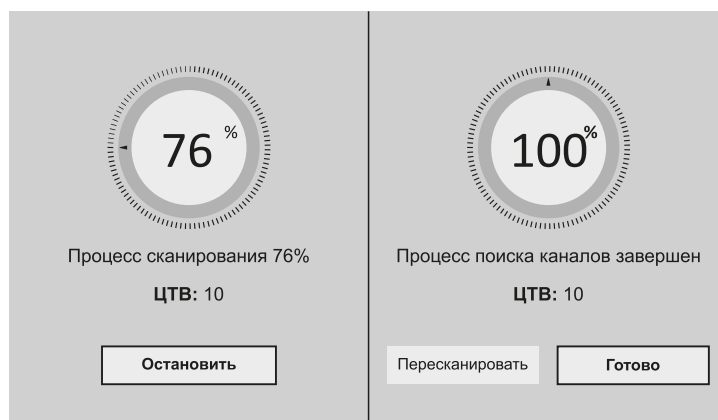 76 %
Процесс сканирования 76%
ЦТВ: 10
Остановить
100%
Процесс поиска каналов завершен
ЦТВ: 10
Пересканировать
Готово